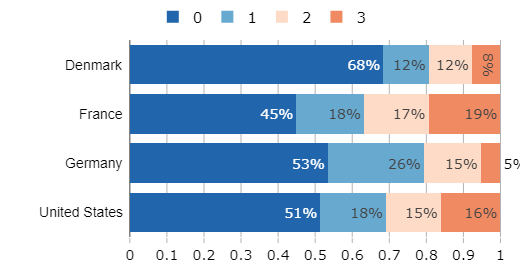 0 1 2 3
Denmark 68% 12% 12% 8%
France 45% 18% 17% 19%
Germany 53% 26% 15% 5%
United States 51% 18% 15% 16%
0 0.1 0.2 0.3 0.4 0.5 0.6 0.7 0.8 0.9 1